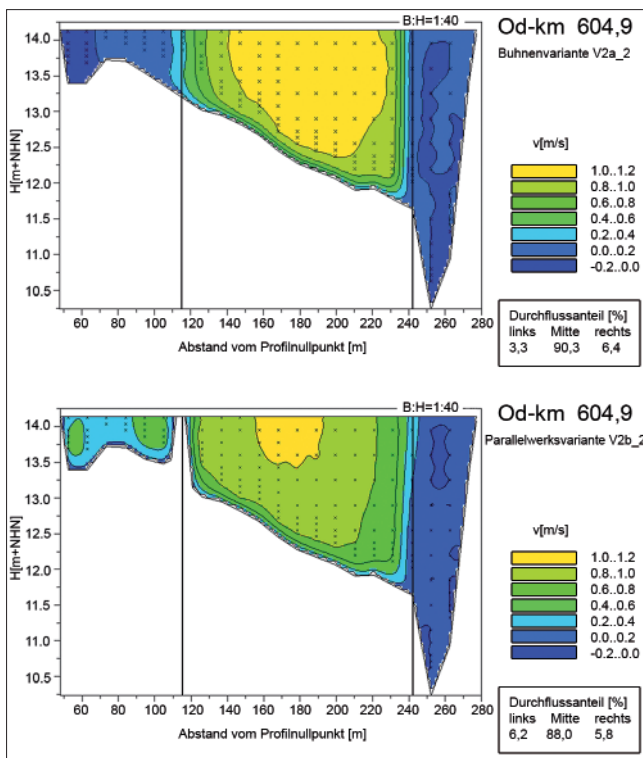 B:H=1:40
Od-km 604,9
Buhnenvariante V2a_2
H[m+NHN]
14.0
13.5
13.0
12.5
12.0
11.5
11.0
10.5
60 80 100 120 140 160 180 200 220 240 260 280
Abstand vom Profilnullpunkt [m]
v[m/s]
1.0..1.2
0.8..1.0
0.6..0.8
0.4..0.6
0.2..0.4
0.0..0.2
-0.2..0.0
Durchflussanteil [%]
links Mitte rechts
3,3 90,3 6,4
B:H=1:40
Od-km 604,9
Parallelwerksvariante V2b_2
H[m+NHN]
14.0
13.5
13.0
12.5
12.0
11.5
11.0
10.5
60 80 100 120 140 160 180 200 220 240 260 280
Abstand vom Profilnullpunkt [m]
v[m/s]
1.0..1.2
0.8..1.0
0.6..0.8
0.4..0.6
0.2..0.4
0.0..0.2
-0.2..0.0
Durchflussanteil [%]
links Mitte rechts
6,2 88,0 5,8